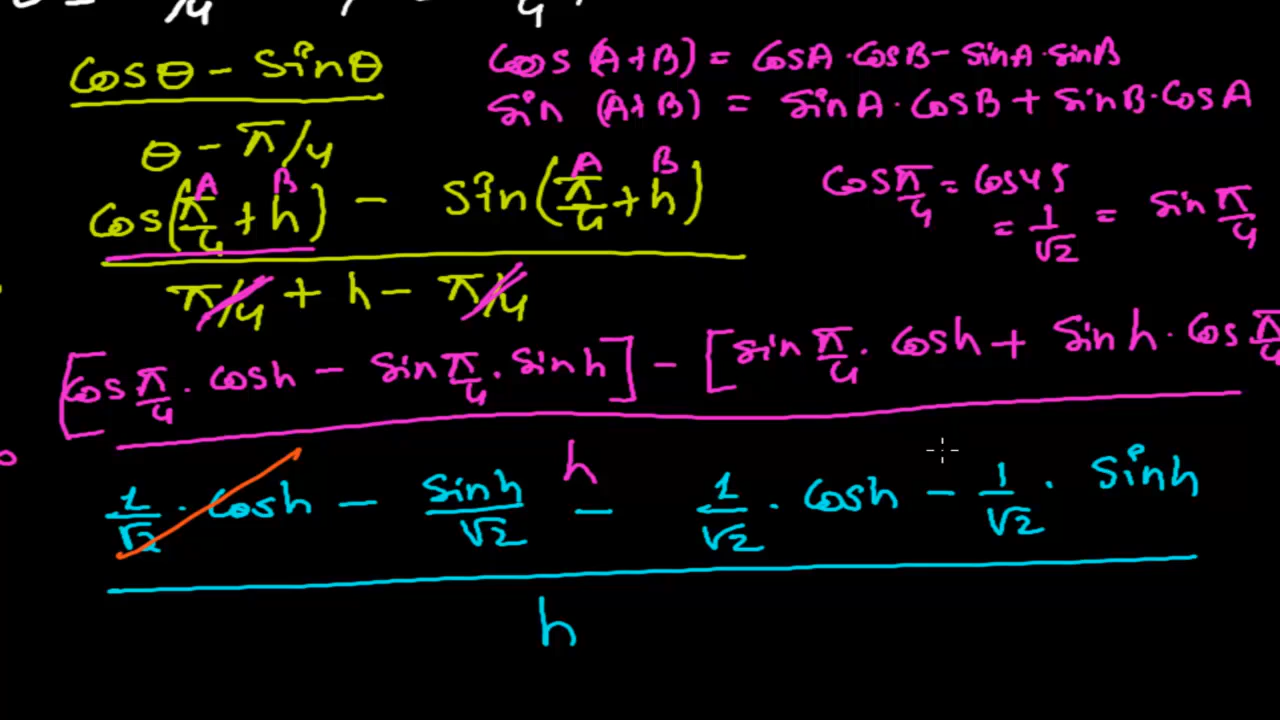 cosθ - sinθ
θ - π/4
cos(A+B) = cosA·cosB - sinA·sinB
sin (A+B) = sinA·cosB + sinB·cosA
cos π/4 = cos45
= 1/√2 = sin π/4
A B A B
cos(π/4 + h) - sin(π/4 + h)
π/4 + h - π/4
[cos π/4 · cosh - sin π/4 · sinh] - [sin π/4 · cosh + sinh · cos π/4
h
1/√2 · cosh - sinh/√2 - 1/√2 · cosh - 1/√2 · sinh
h